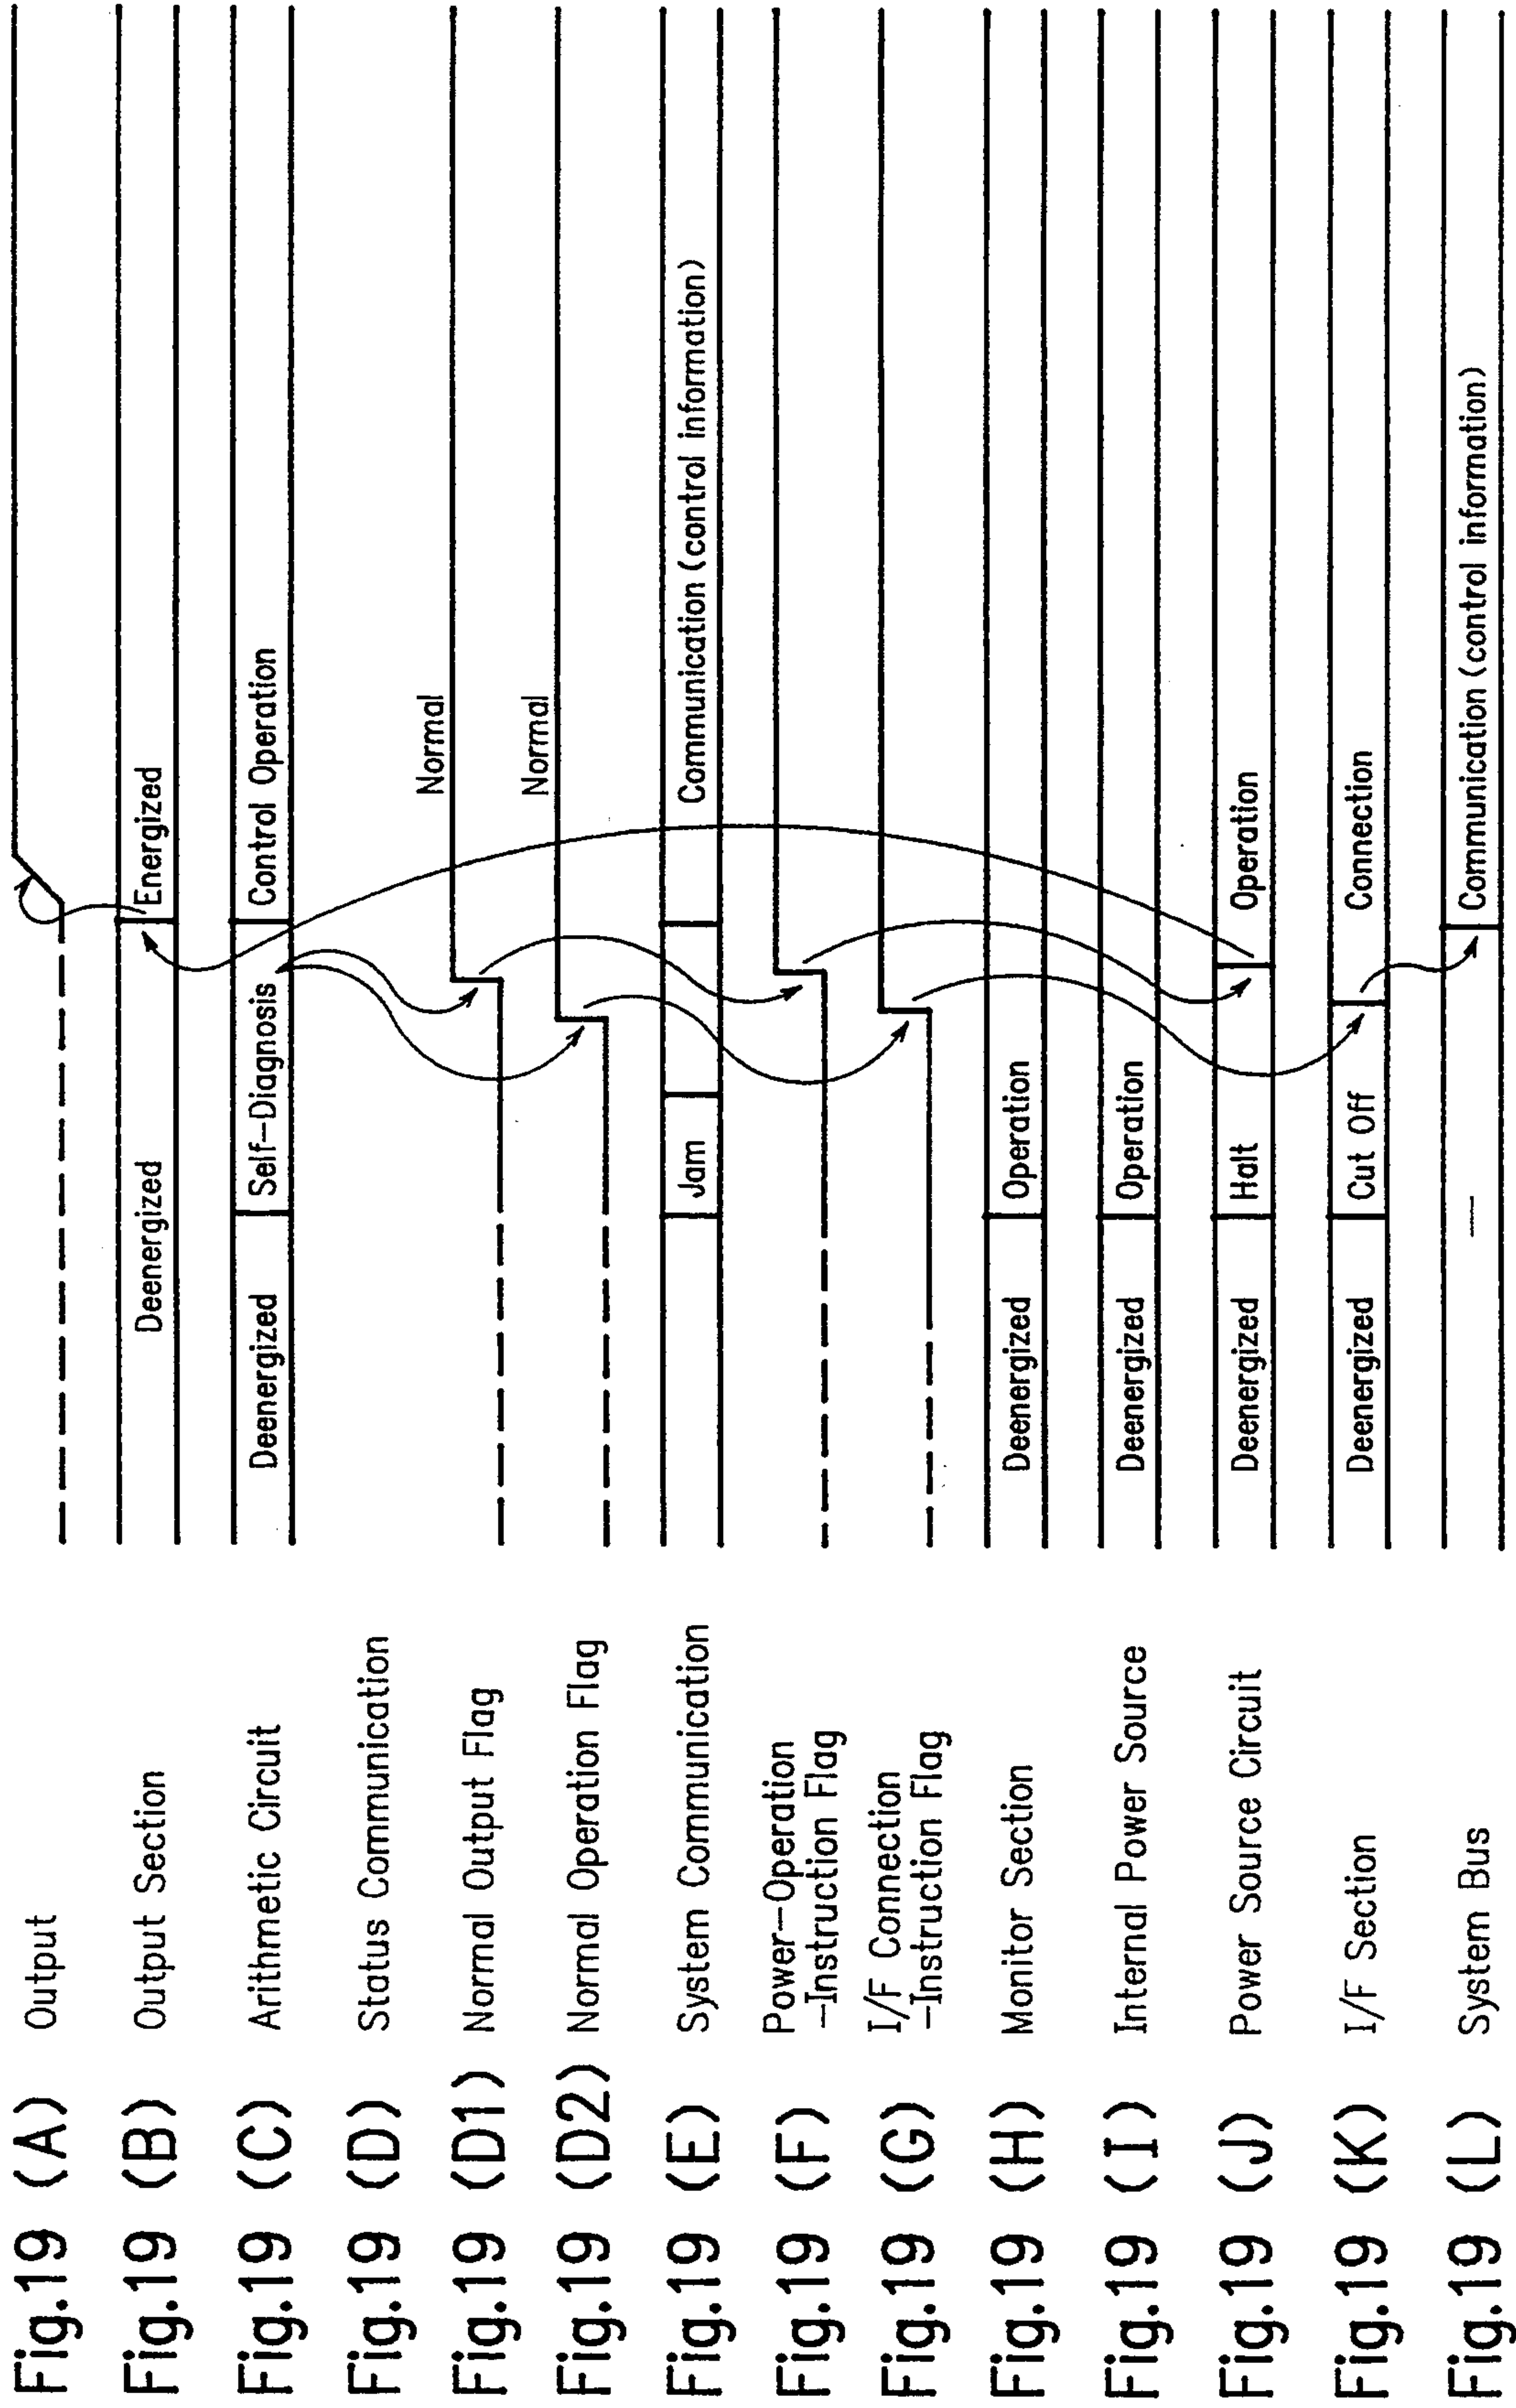 Fig.19 (A) Output
Fig.19 (B) Output Section Deenergized Energized
Fig.19 (C) Arithmetic Circuit Deenergized Self-Diagnosis Control Operation
Fig.19 (D) Status Communication
Fig.19 (D1) Normal Output Flag Normal
Fig.19 (D2) Normal Operation Flag Normal
Fig.19 (E) System Communication Jam Communication (control information)
Fig.19 (F) Power-Operation
-Instruction Flag
Fig.19 (G) I/F Connection
-Instruction Flag
Fig.19 (H) Monitor Section Deenergized Operation
Fig.19 (I) Internal Power Source Deenergized Operation
Fig.19 (J) Power Source Circuit Deenergized Halt Operation
Fig.19 (K) I/F Section Deenergized Cut Off Connection
Fig.19 (L) System Bus — Communication (control information)